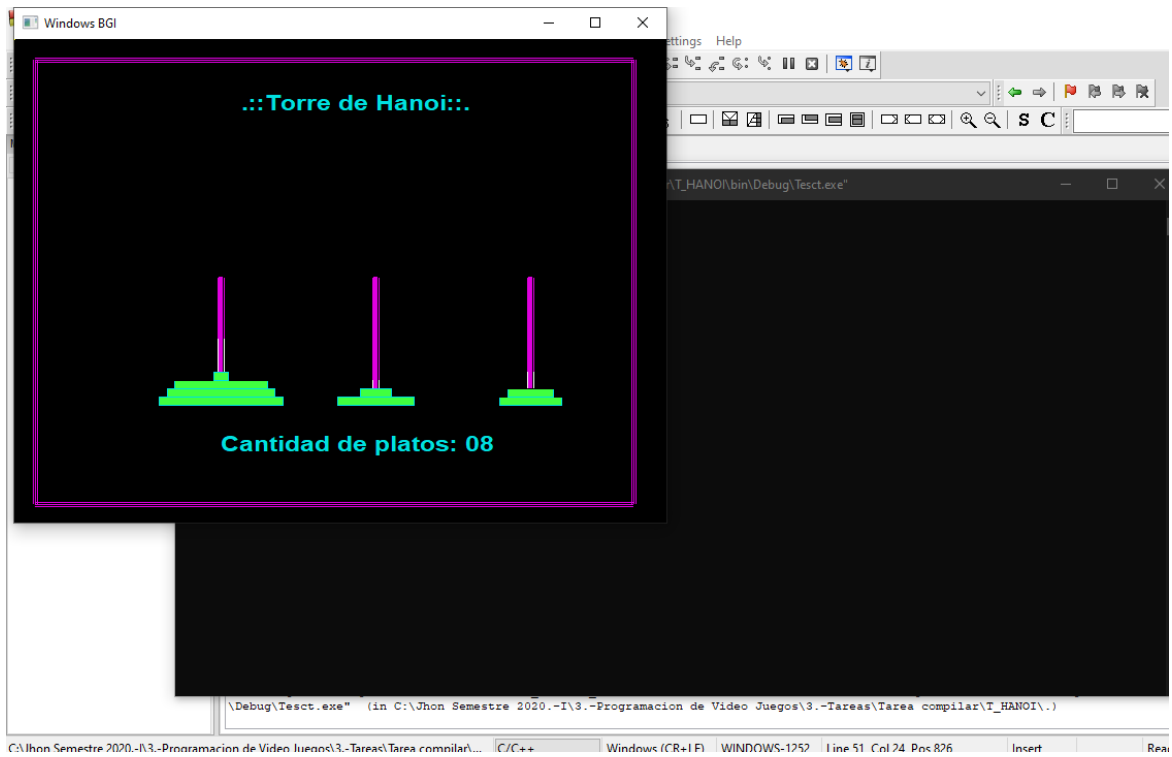 Windows BGI
ettings Help
.::Torre de Hanoi::.
S C
\T_HANOI\bin\Debug\Tesct.exe"
Cantidad de platos: 08
\Debug\Tesct.exe" (in C:\Jhon Semestre 2020.-I\3.-Programacion de Video Juegos\3.-Tareas\Tarea compilar\T_HANOI\.)
C:\Jhon Semestre 2020.-I\3.-Programacion de Video Juegos\3.-Tareas\Tarea compilar\... C/C++ Windows (CR+LF) WINDOWS-1252 Line 51, Col 24, Pos 826 Insert Rea